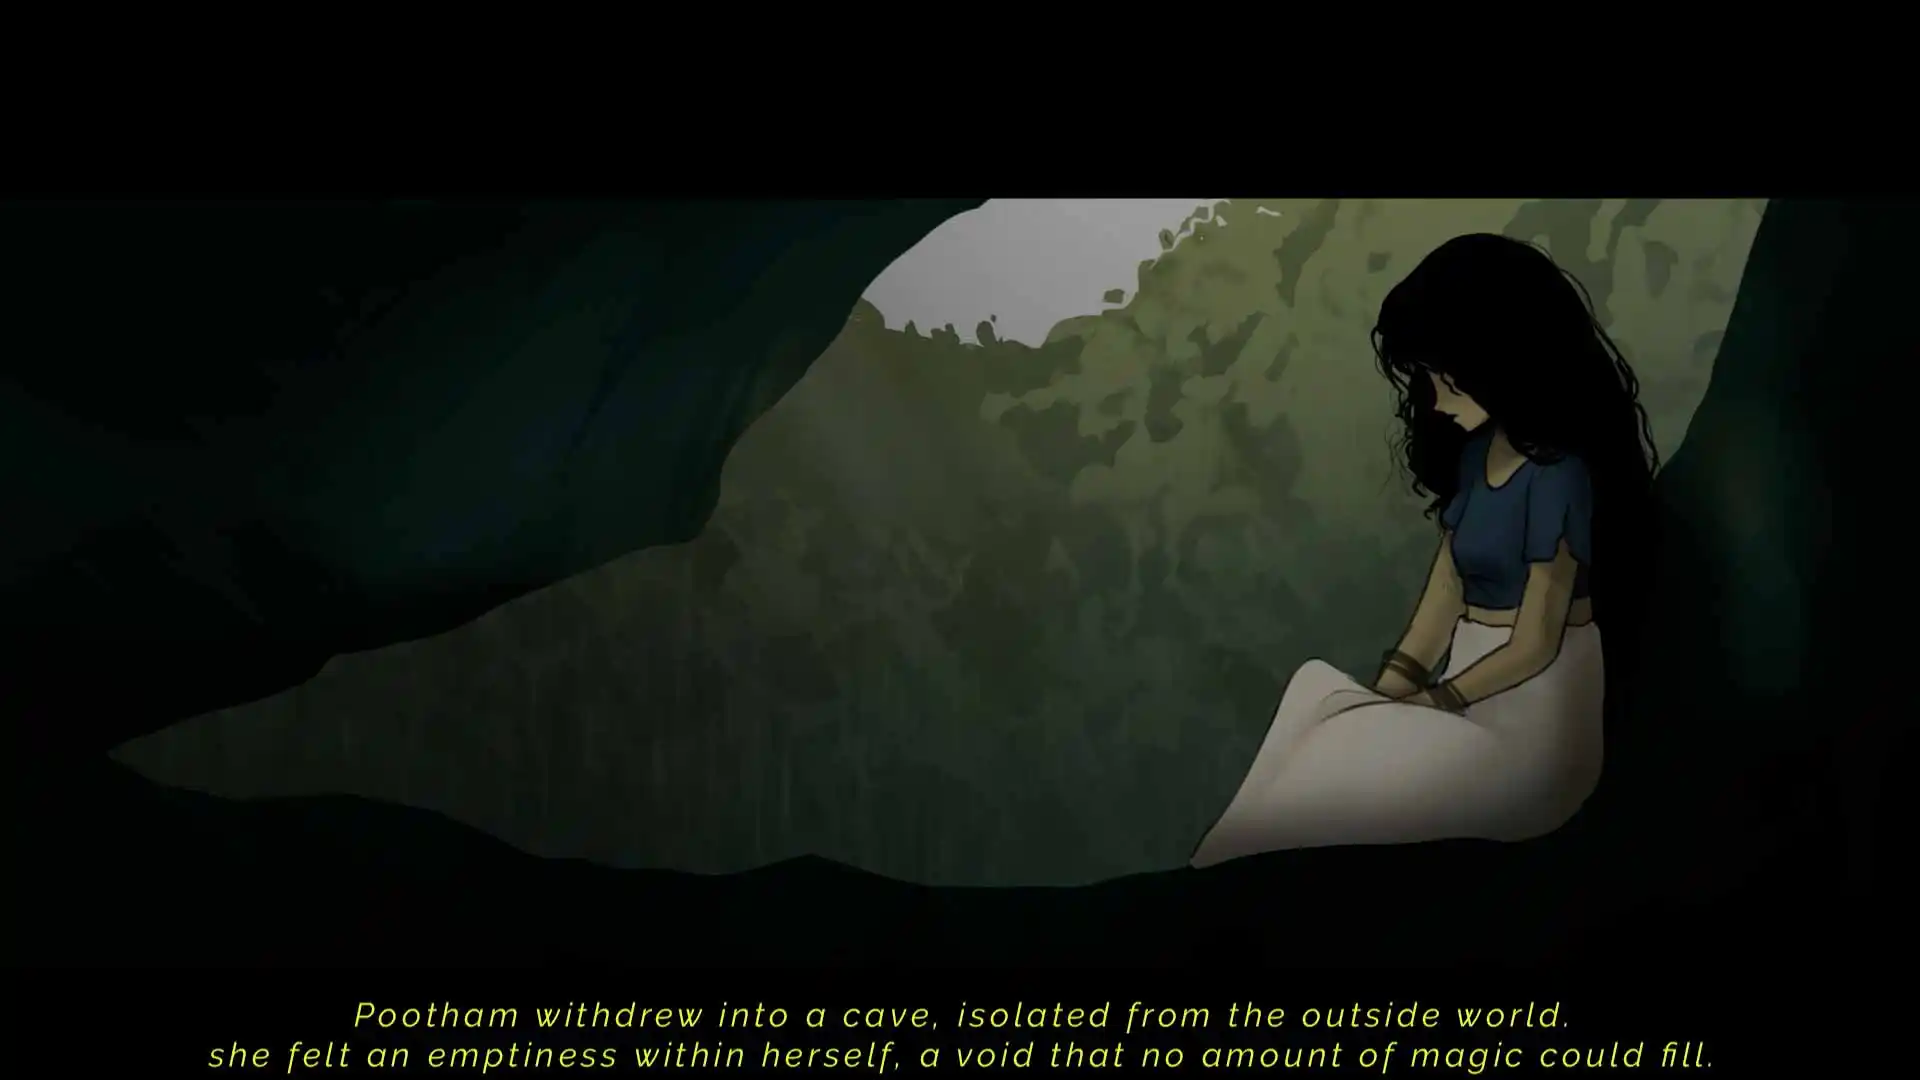 Pootham withdrew into a cave, isolated from the outside world.
she felt an emptiness within herself, a void that no amount of magic could fill.